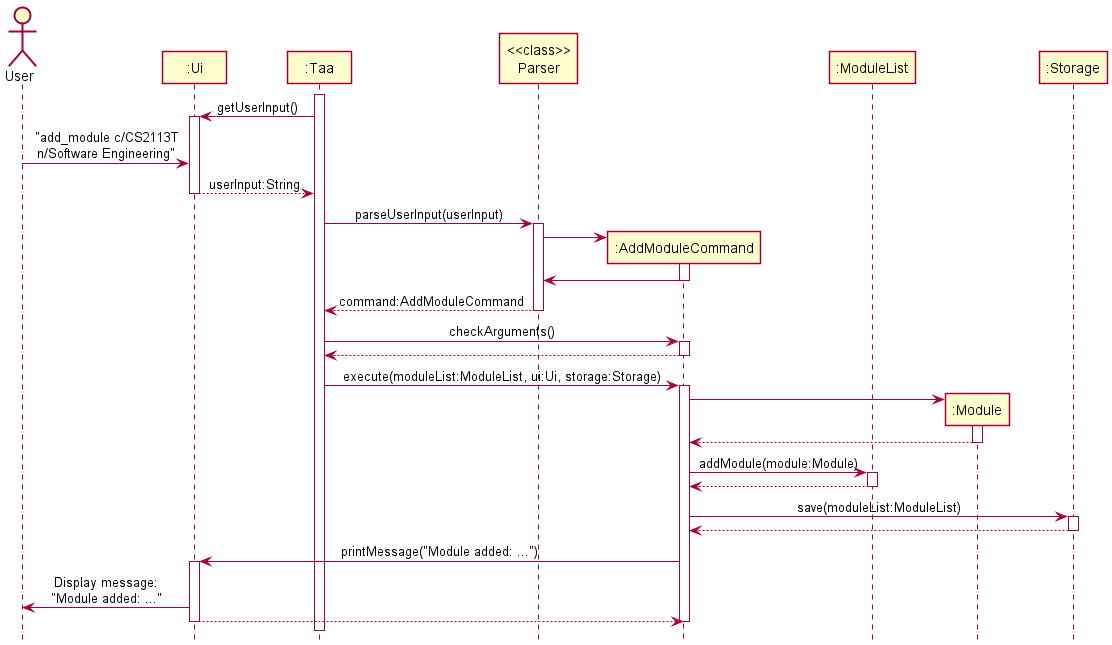 User
:Ui
:Taa
<<class>>
Parser
:ModuleList
:Storage
getUserInput()
"add_module c/CS2113T
n/Software Engineering"
userInput:String
parseUserInput(userInput)
:AddModuleCommand
command:AddModuleCommand
checkArguments()
execute(moduleList:ModuleList, ui:Ui, storage:Storage)
:Module
addModule(module:Module)
save(moduleList:ModuleList)
printMessage("Module added: ...")
Display message:
"Module added: ..."